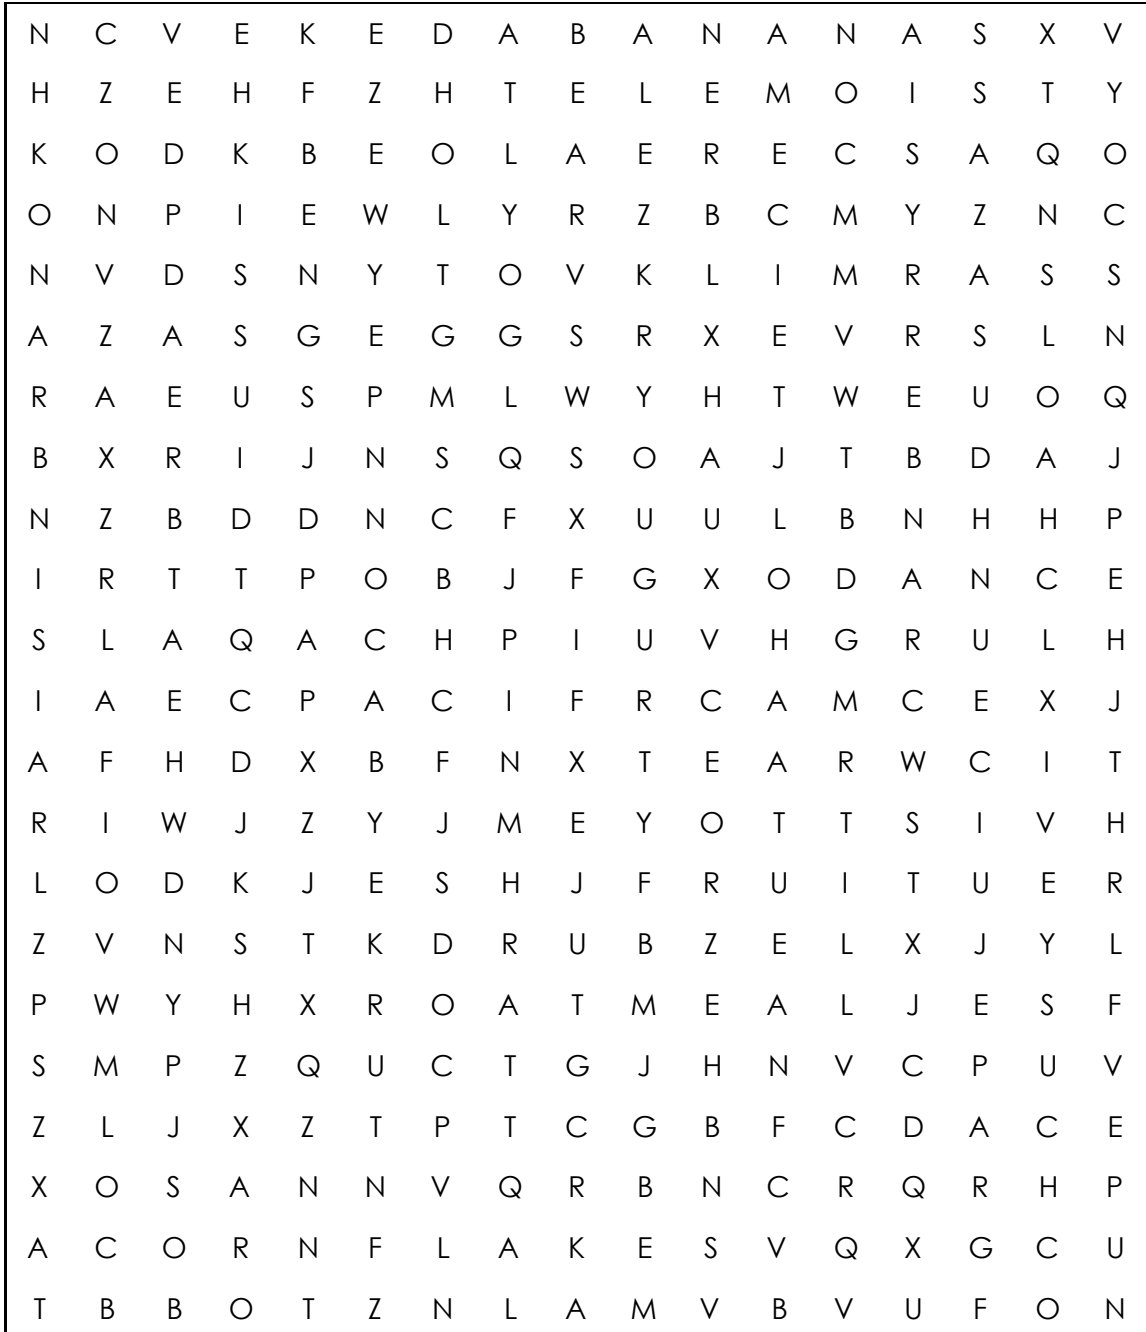 N C V E K E D A B A N A N A S X V
H Z E H F Z H T E L E M O I S T Y
K O D K B E O L A E R E C S A Q O
O N P I E W L Y R Z B C M Y Z N C
N V D S N Y T O V K L I M R A S S
A Z A S G E G G S R X E V R S L N
R A E U S P M L W Y H T W E U O Q
B X R I J N S Q S O A J T B D A J
N Z B D D N C F X U U L B N H H P
I R T T P O B J F G X O D A N C E
S L A Q A C H P I U V H G R U L H
I A E C P A C I F R C A M C E X J
A F H D X B F N X T E A R W C I T
R I W J Z Y J M E Y O T T S I V H
L O D K J E S H J F R U I T U E R
Z V N S T K D R U B Z E L X J Y L
P W Y H X R O A T M E A L J E S F
S M P Z Q U C T G J H N V C P U V
Z L J X Z T P T C G B F C D A C E
X O S A N N V Q R B N C R Q R H P
A C O R N F L A K E S V Q X G C U
T B B O T Z N L A M V B V U F O N